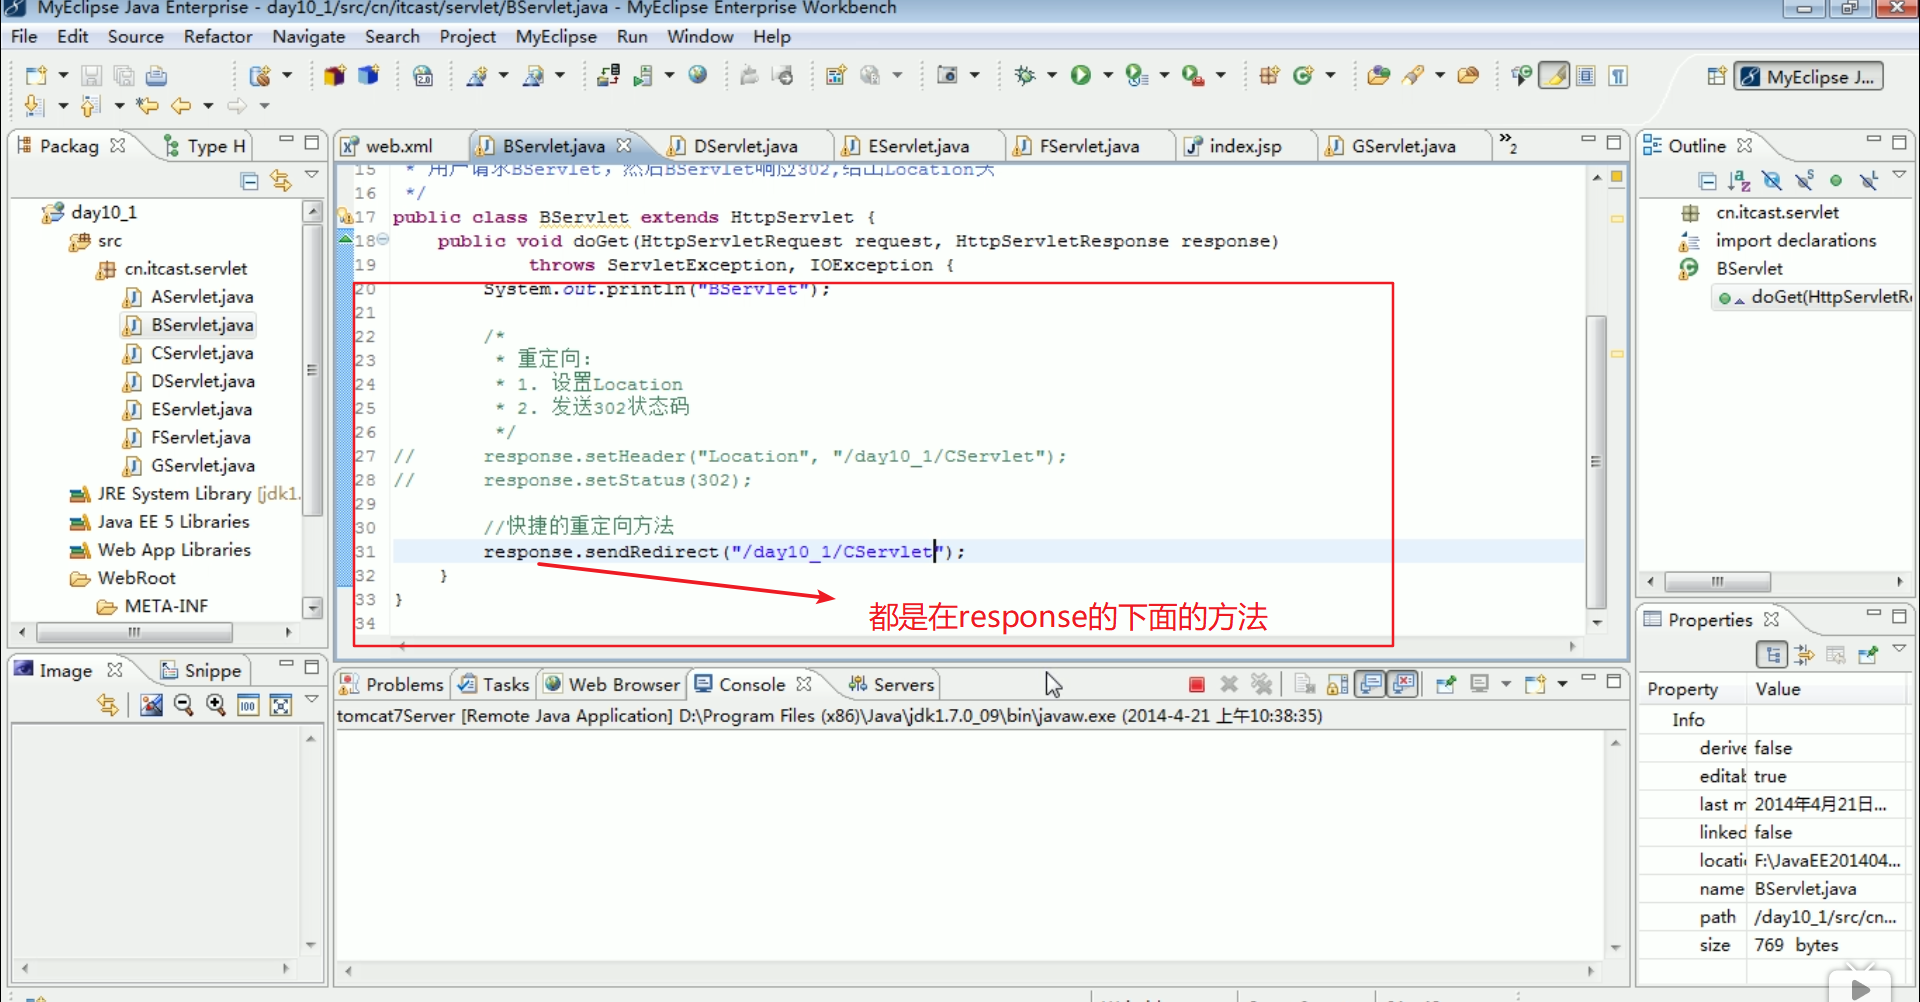 MyEclipse Java Enterprise - day10_1/src/cn/itcast/servlet/BServlet.java - MyEclipse Enterprise Workbench
File Edit Source Refactor Navigate Search Project MyEclipse Run Window Help
MyEclipse J...
Packag
Type H
day10_1
src
cn.itcast.servlet
AServlet.java
BServlet.java
CServlet.java
DServlet.java
EServlet.java
FServlet.java
GServlet.java
JRE System Library [jdk1.
Java EE 5 Libraries
Web App Libraries
WebRoot
META-INF
Image
Snippe
web.xml
BServlet.java
DServlet.java
EServlet.java
FServlet.java
index.jsp
GServlet.java
»2
15 * 用户请求BServlet，然后BServlet响应302,给出Location头
16 */
17 public class BServlet extends HttpServlet {
18 public void doGet(HttpServletRequest request, HttpServletResponse response)
19 throws ServletException, IOException {
20 System.out.println("BServlet");
21
22 /*
23 * 重定向:
24 * 1. 设置Location
25 * 2. 发送302状态码
26 */
27 // response.setHeader("Location", "/day10_1/CServlet");
28 // response.setStatus(302);
29
30 //快捷的重定向方法
31 response.sendRedirect("/day10_1/CServlet");
32 }
33 }
34
都是在response的下面的方法
Problems
Tasks
Web Browser
Console
Servers
tomcat7Server [Remote Java Application] D:\Program Files (x86)\Java\jdk1.7.0_09\bin\javaw.exe (2014-4-21 上午10:38:35)
Outline
cn.itcast.servlet
import declarations
BServlet
doGet(HttpServletR
Properties
Property Value
Info
derive false
editab true
last m 2014年4月21日...
linked false
locati F:\JavaEE201404...
name BServlet.java
path /day10_1/src/cn...
size 769 bytes